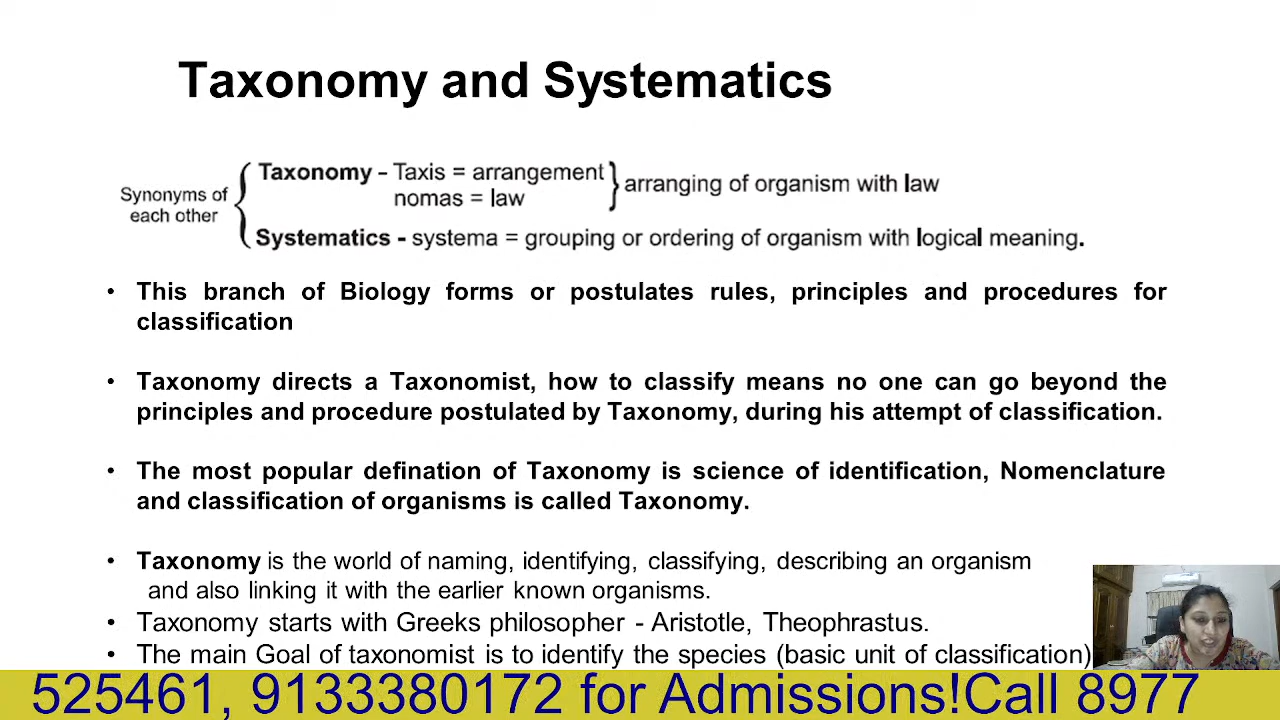 Taxonomy and Systematics
Synonyms of
each other
Taxonomy - Taxis = arrangement
nomas = law
arranging of organism with law
Systematics - systema = grouping or ordering of organism with logical meaning.
• This branch of Biology forms or postulates rules, principles and procedures for
classification
• Taxonomy directs a Taxonomist, how to classify means no one can go beyond the
principles and procedure postulated by Taxonomy, during his attempt of classification.
• The most popular defination of Taxonomy is science of identification, Nomenclature
and classification of organisms is called Taxonomy.
• Taxonomy is the world of naming, identifying, classifying, describing an organism
and also linking it with the earlier known organisms.
• Taxonomy starts with Greeks philosopher - Aristotle, Theophrastus.
• The main Goal of taxonomist is to identify the species (basic unit of classification)
525461, 9133380172 for Admissions!Call 8977